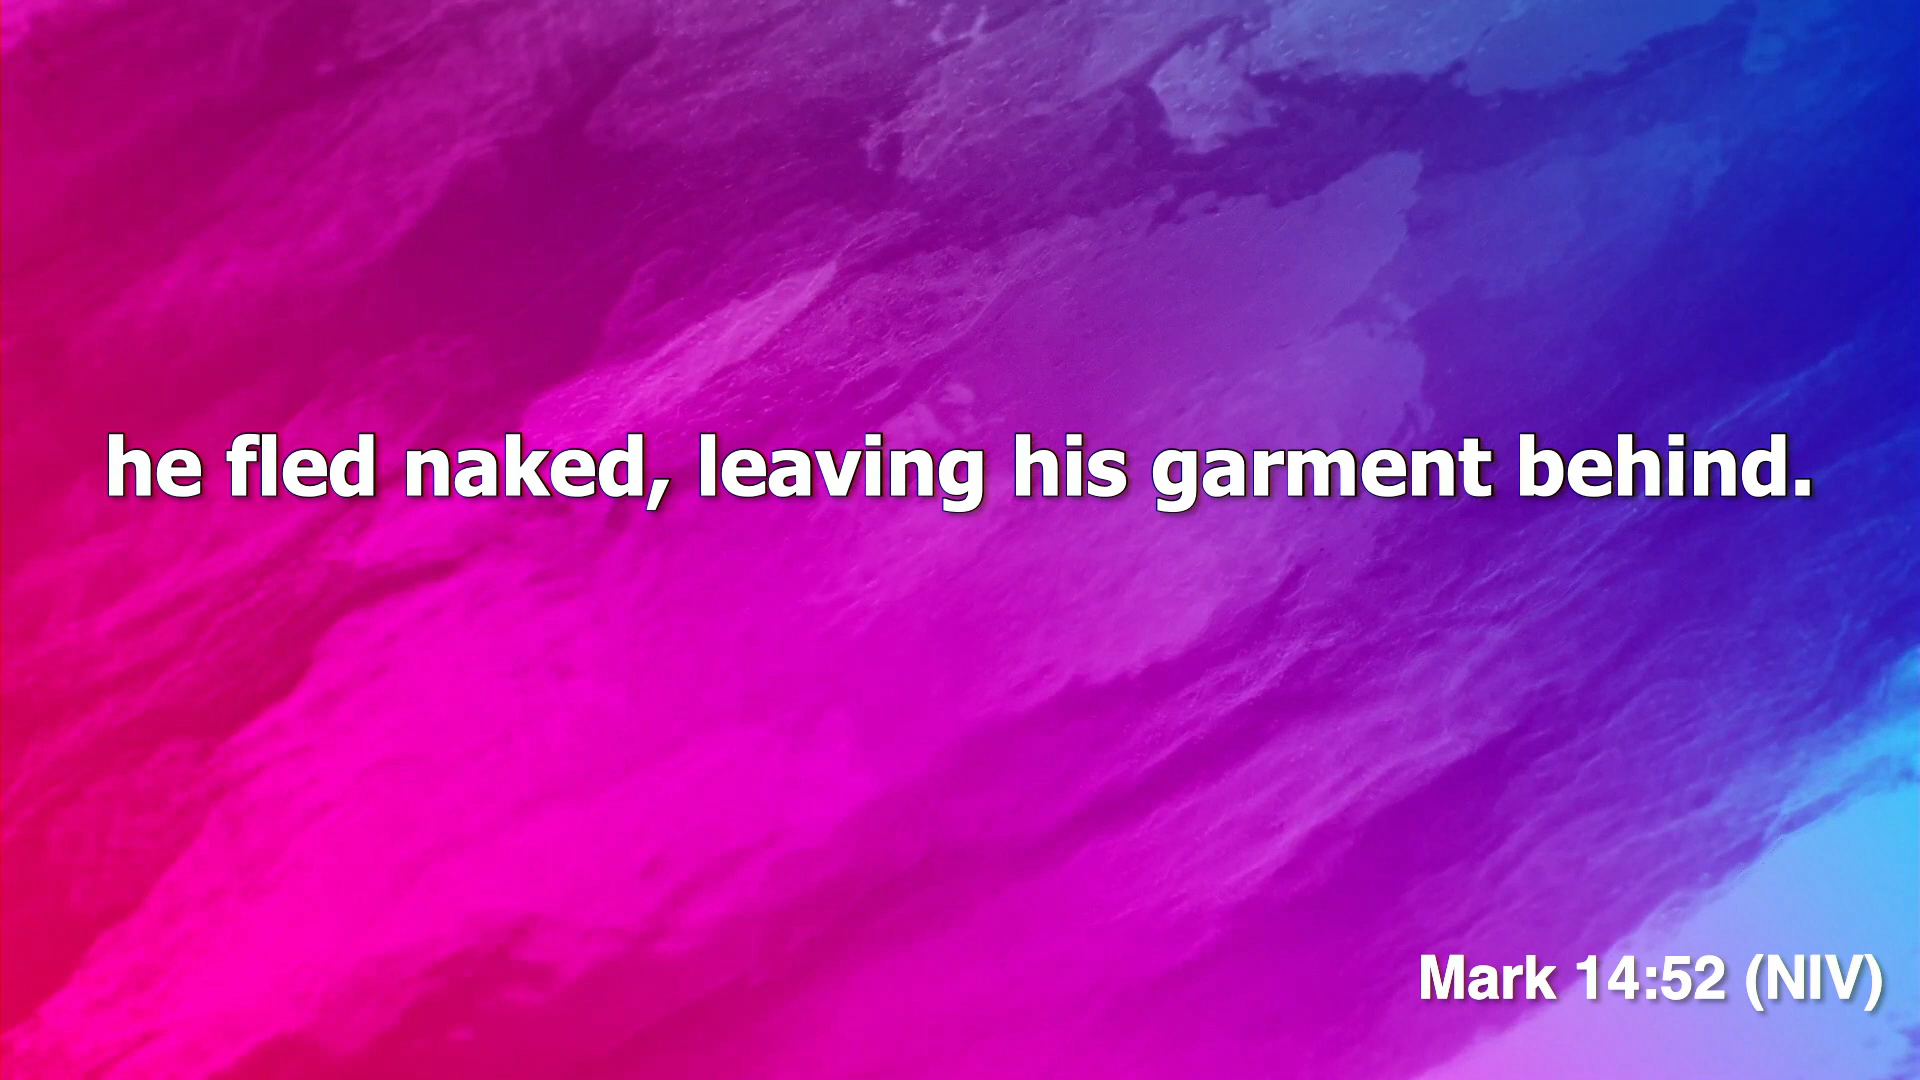 he fled naked, leaving his garment behind.
Mark 14:52 (NIV)